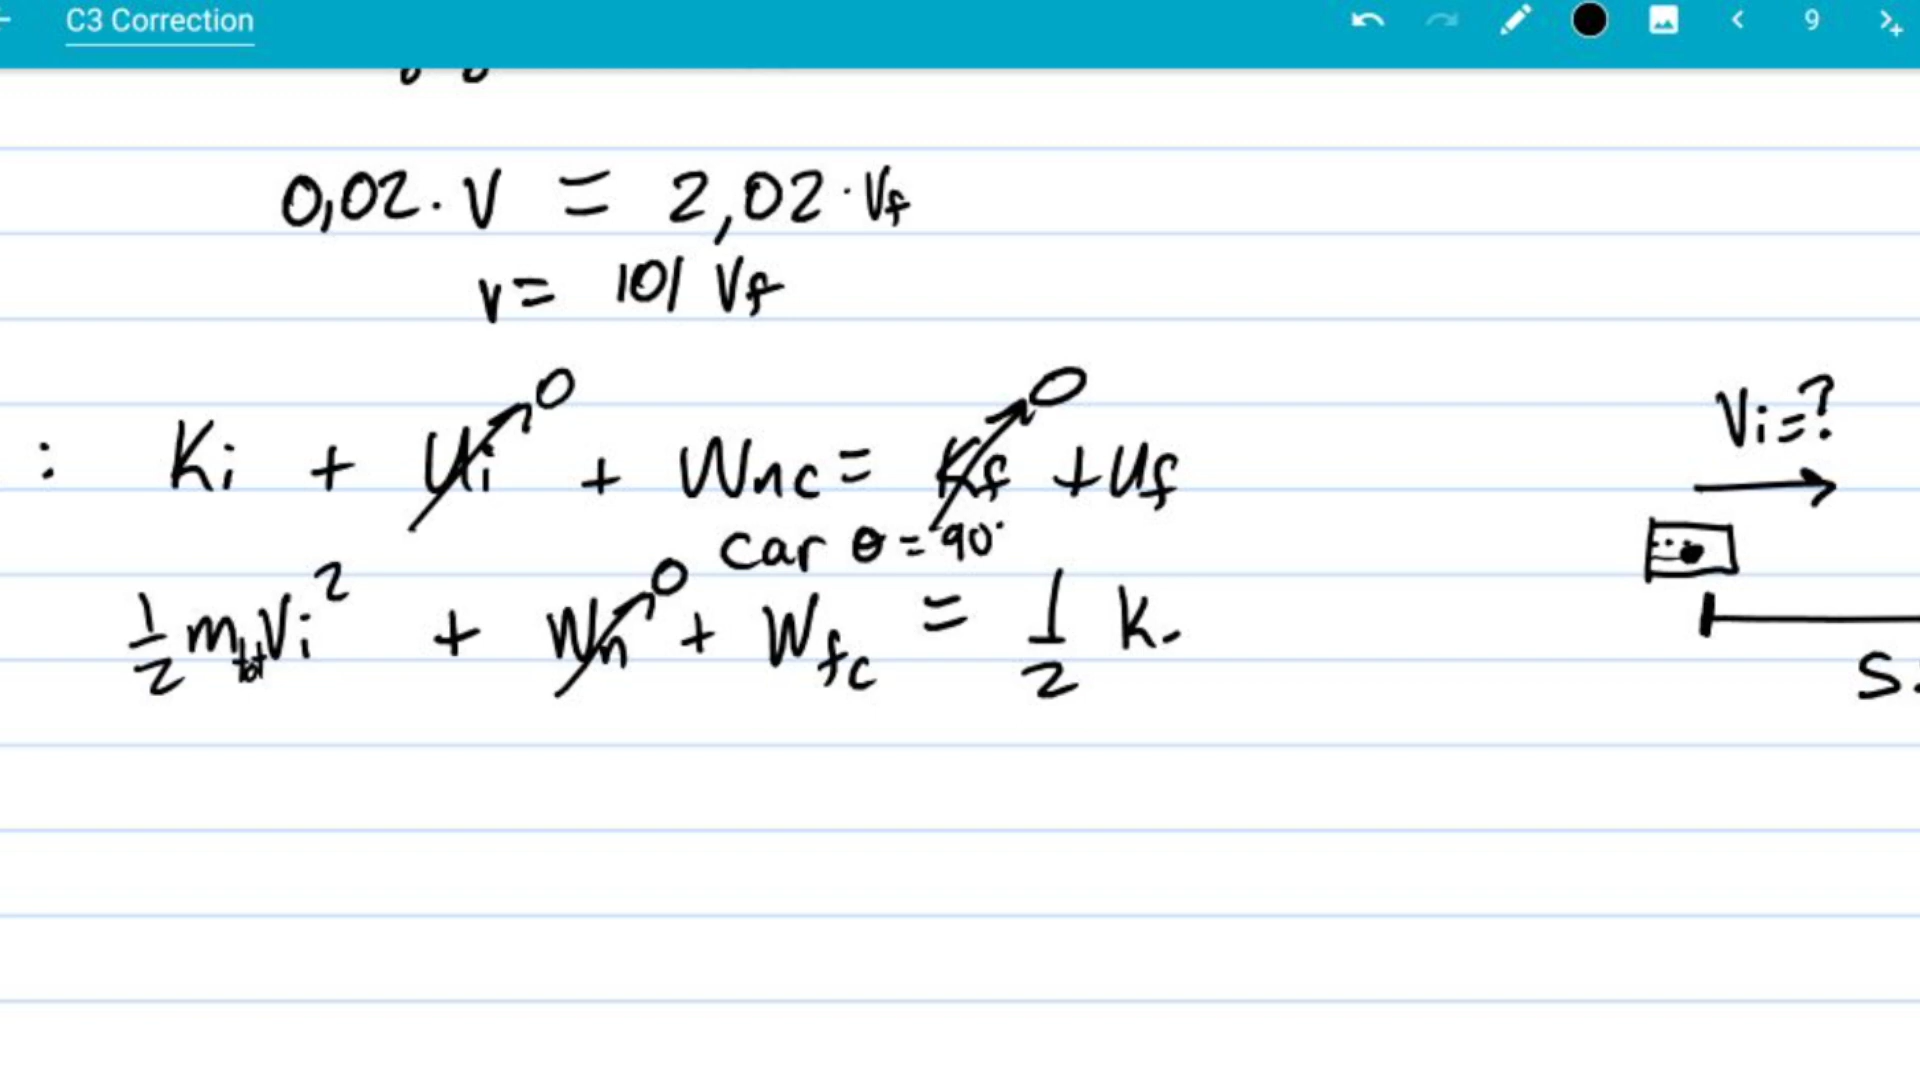 C3 Correction 9
0,02 · V = 2,02 · Vf
v = 101 Vf
: Ki + Ui→0 + Wnc = Kf→0 + Uf
Vi=?
car θ = 90°
1/2 mtot Vi² + Wn→0 + Wfc = 1/2 K
S